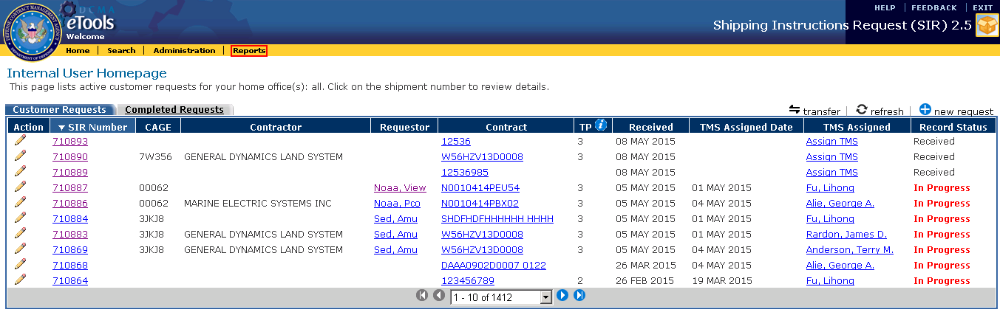 HELP | FEEDBACK | EXIT
DCMA
eTools
Welcome
Shipping Instructions Request (SIR) 2.5
DEFENSE CONTRACT MANAGEMENT AGENCY
DEPARTMENT OF DEFENSE
Home | Search | Administration | Reports
Internal User Homepage
This page lists active customer requests for your home office(s): all. Click on the shipment number to review details.
Customer Requests Completed Requests transfer | refresh | new request
Action SIR Number CAGE Contractor Requestor Contract TP i Received TMS Assigned Date TMS Assigned Record Status
710893 12536 3 08 MAY 2015 Assign TMS Received
710890 7W356 GENERAL DYNAMICS LAND SYSTEM W56HZV13D0008 3 08 MAY 2015 Assign TMS Received
710889 12536985 08 MAY 2015 Assign TMS Received
710887 00062 Noaa, View N0010414PEU54 3 05 MAY 2015 01 MAY 2015 Fu, Lihong In Progress
710886 00062 MARINE ELECTRIC SYSTEMS INC Noaa, Pco N0010414PBX02 3 05 MAY 2015 04 MAY 2015 Alie, George A. In Progress
710884 3JKJ8 Sed, Amu SHDFHDFHHHHHH HHHH 3 05 MAY 2015 01 MAY 2015 Fu, Lihong In Progress
710883 3JKJ8 GENERAL DYNAMICS LAND SYSTEM Sed, Amu W56HZV13D0008 3 05 MAY 2015 01 MAY 2015 Rardon, James D. In Progress
710869 3JKJ8 GENERAL DYNAMICS LAND SYSTEM Sed, Amu W56HZV13D0008 3 05 MAY 2015 04 MAY 2015 Anderson, Terry M. In Progress
710868 DAAA0902D0007 0122 26 MAR 2015 04 MAY 2015 Alie, George A. In Progress
710864 123456789 2 26 FEB 2015 19 MAR 2015 Fu, Lihong In Progress
1 - 10 of 1412